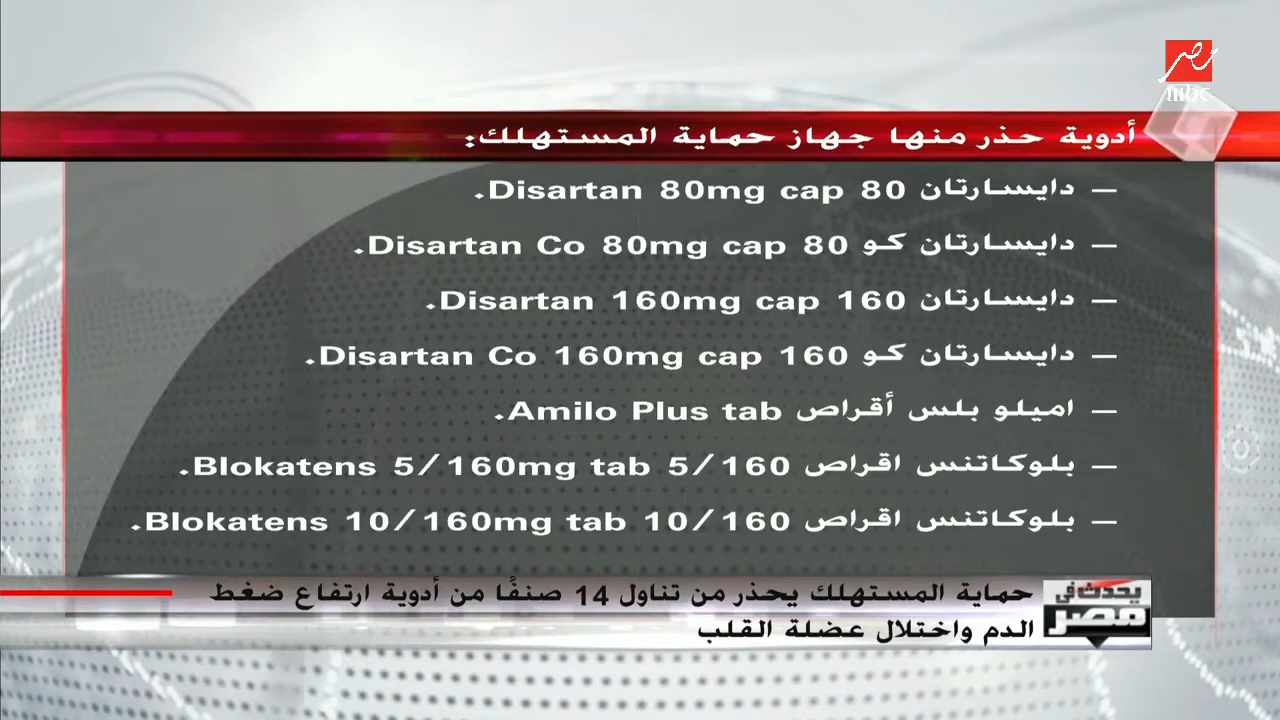 مصر
mbc
أدوية حذر منها جهاز حماية المستهلك:
– دايسارتان 80 Disartan 80mg cap.
– دايسارتان كو 80 Disartan Co 80mg cap.
– دايسارتان 160 Disartan 160mg cap.
– دايسارتان كو 160 Disartan Co 160mg cap.
– اميلو بلس أقراص Amilo Plus tab.
– بلوكاتنس اقراص 5/160 Blokatens 5/160mg tab.
– بلوكاتنس اقراص 10/160 Blokatens 10/160mg tab.
يحدث في
مصر
حماية المستهلك يحذر من تناول 14 صنفًا من أدوية ارتفاع ضغط
الدم واختلال عضلة القلب